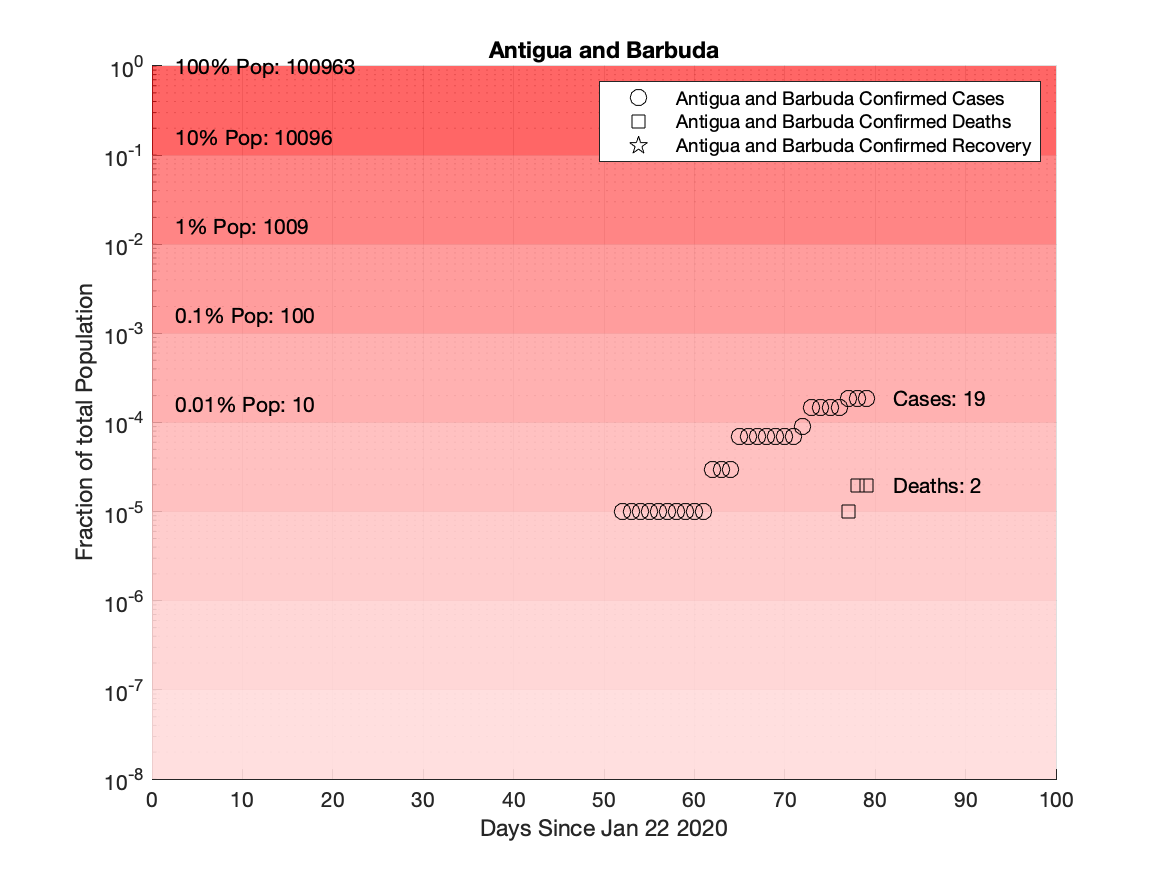 Antigua and Barbuda
10^0
100% Pop: 100963
Antigua and Barbuda Confirmed Cases
Antigua and Barbuda Confirmed Deaths
Antigua and Barbuda Confirmed Recovery
10% Pop: 10096
10^-1
1% Pop: 1009
10^-2
0.1% Pop: 100
10^-3
Cases: 19
0.01% Pop: 10
10^-4
Deaths: 2
10^-5
10^-6
10^-7
10^-8
Fraction of total Population
0 10 20 30 40 50 60 70 80 90 100
Days Since Jan 22 2020